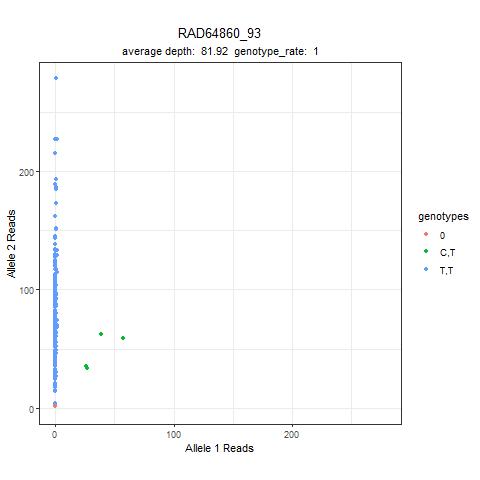 RAD64860_93
average depth:  81.92  genotype_rate:  1
Allele 2 Reads
200
100
0
0
100
200
Allele 1 Reads
genotypes
0
C,T
T,T